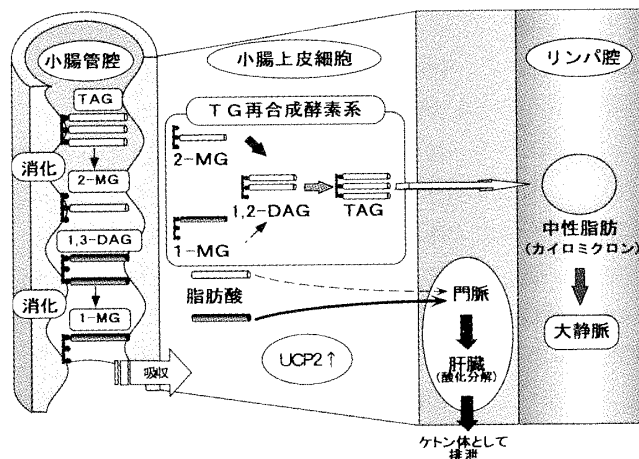 小腸管腔
小腸上皮細胞
リンパ腔
TAG
消化
2-MG
1,3-DAG
消化
1-MG
吸収
TG再合成酵素系
2-MG
1,2-DAG
TAG
1-MG
脂肪酸
UCP2↑
門脈
肝臓
(酸化分解)
ケトン体として
排泄
中性脂肪
(カイロミクロン)
大静脈